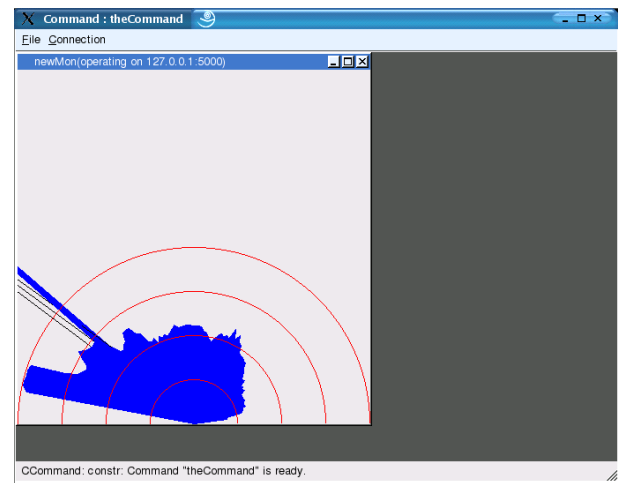 Command : theCommand
File Connection
newMon(operating on 127.0.0.1:5000)
CCommand: constr: Command "theCommand" is ready.